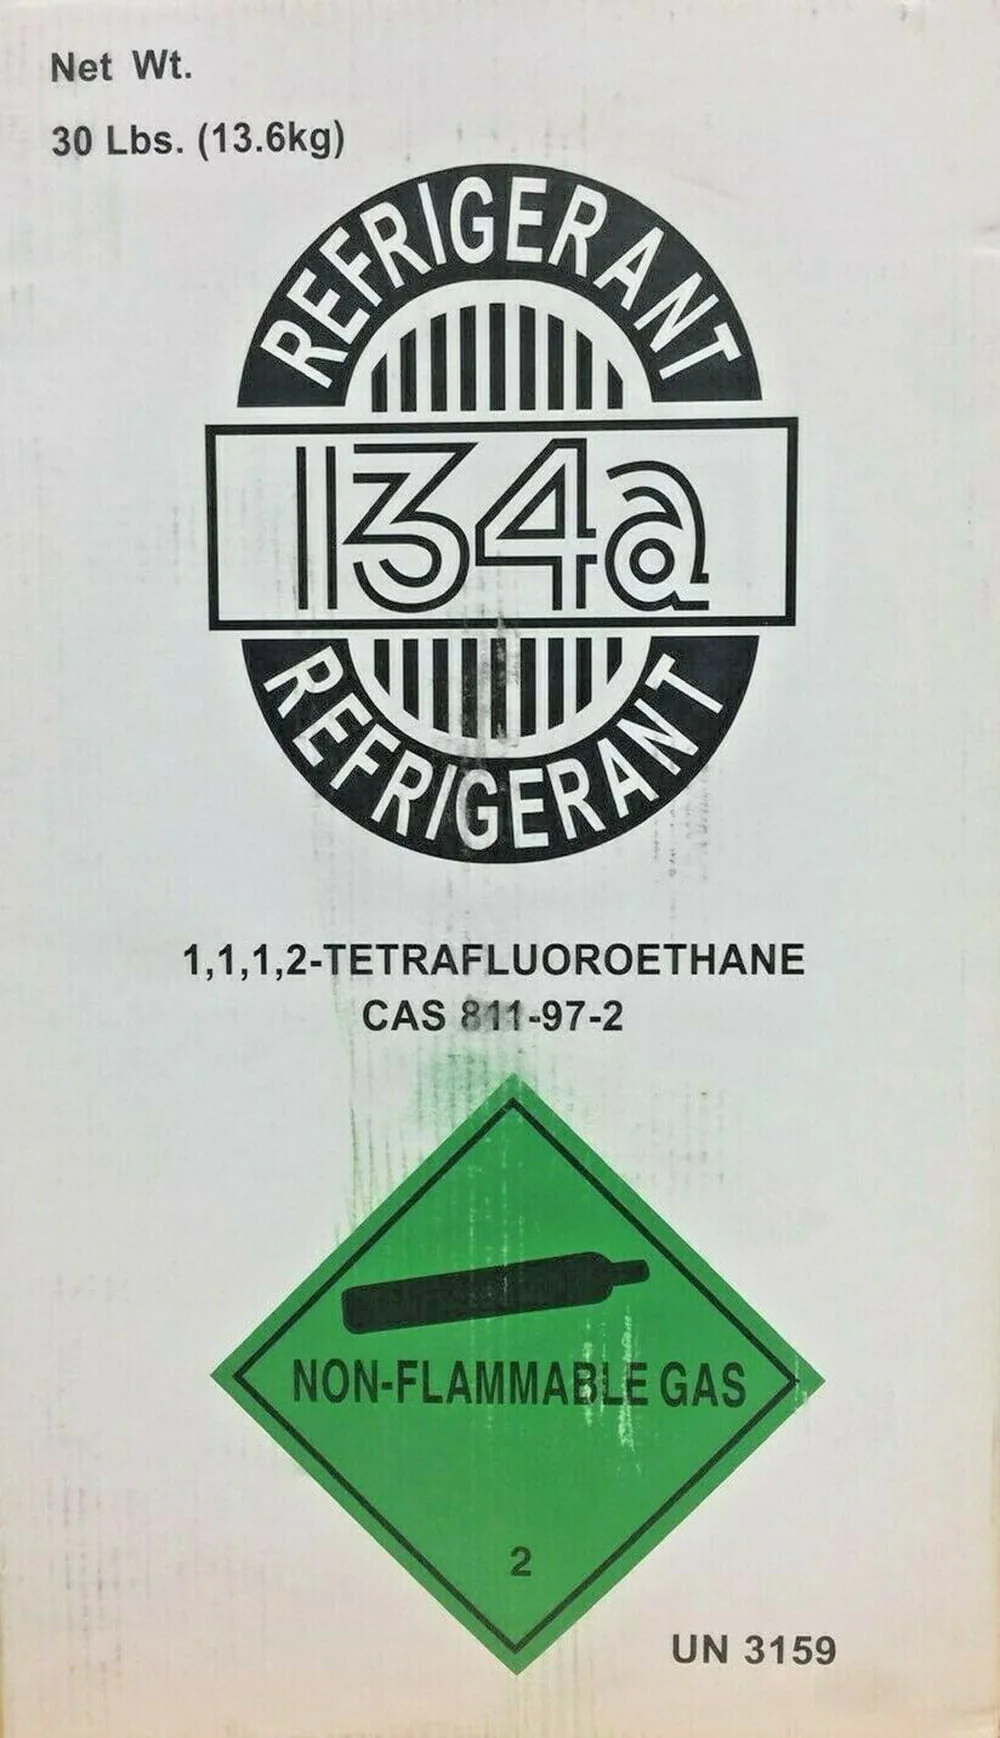 Net Wt.
30 Lbs. (13.6kg)
REFRIGERANT
134a
REFRIGERANT
1,1,1,2-TETRAFLUOROETHANE
CAS 811-97-2
NON-FLAMMABLE GAS
2
UN 3159